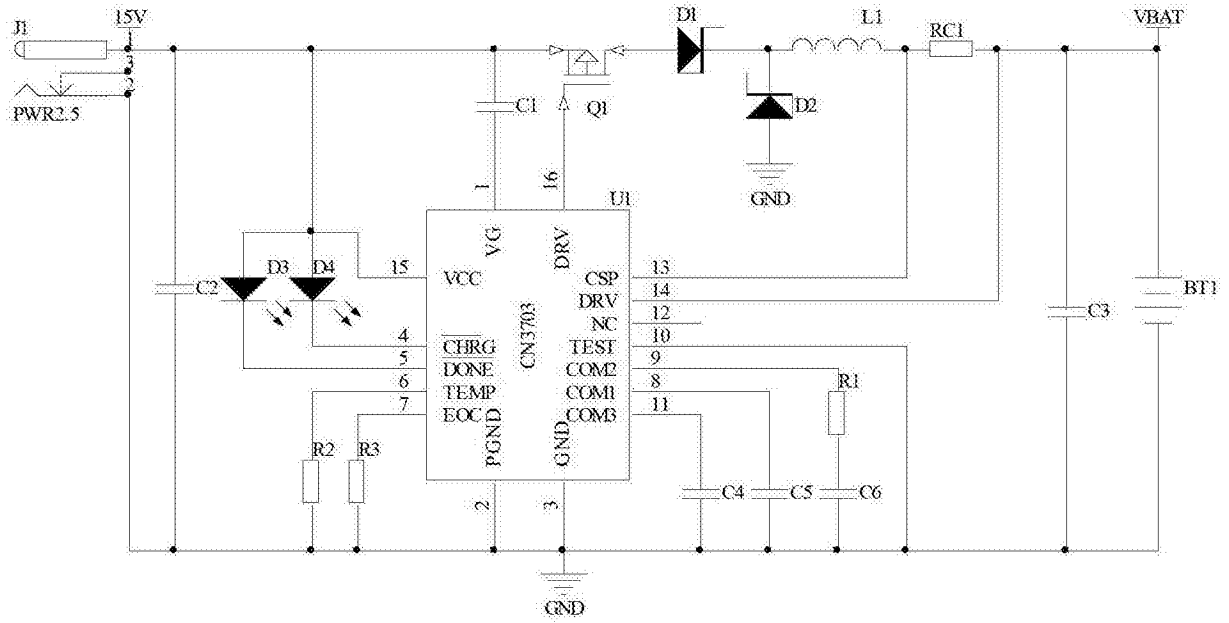 J1
15V
1
3
2
PWR2.5
D1
L1
RC1
VBAT
C1
Q1
D2
GND
1
16
U1
VG
DRV
15
VCC
CSP
13
DRV
14
NC
12
TEST
10
COM2
9
COM1
8
COM3
11
4
CHRG
5
DONE
6
TEMP
7
EOC
CN3703
PGND
GND
2
3
C2
D3
D4
R2
R3
R1
C4
C5
C6
C3
BT1
GND